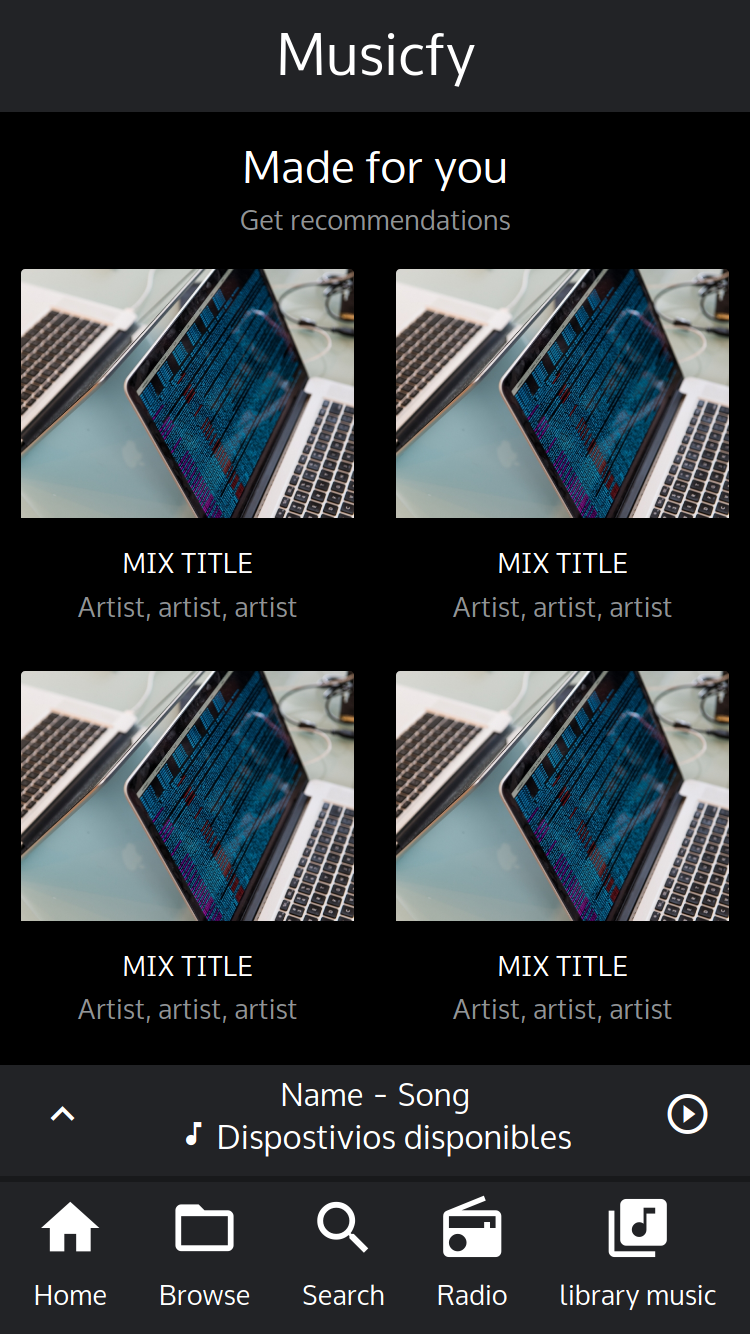 Musicfy
Made for you
Get recommendations
MIX TITLE
Artist, artist, artist
MIX TITLE
Artist, artist, artist
MIX TITLE
Artist, artist, artist
MIX TITLE
Artist, artist, artist
Name - Song
Dispostivios disponibles
Home
Browse
Search
Radio
library music